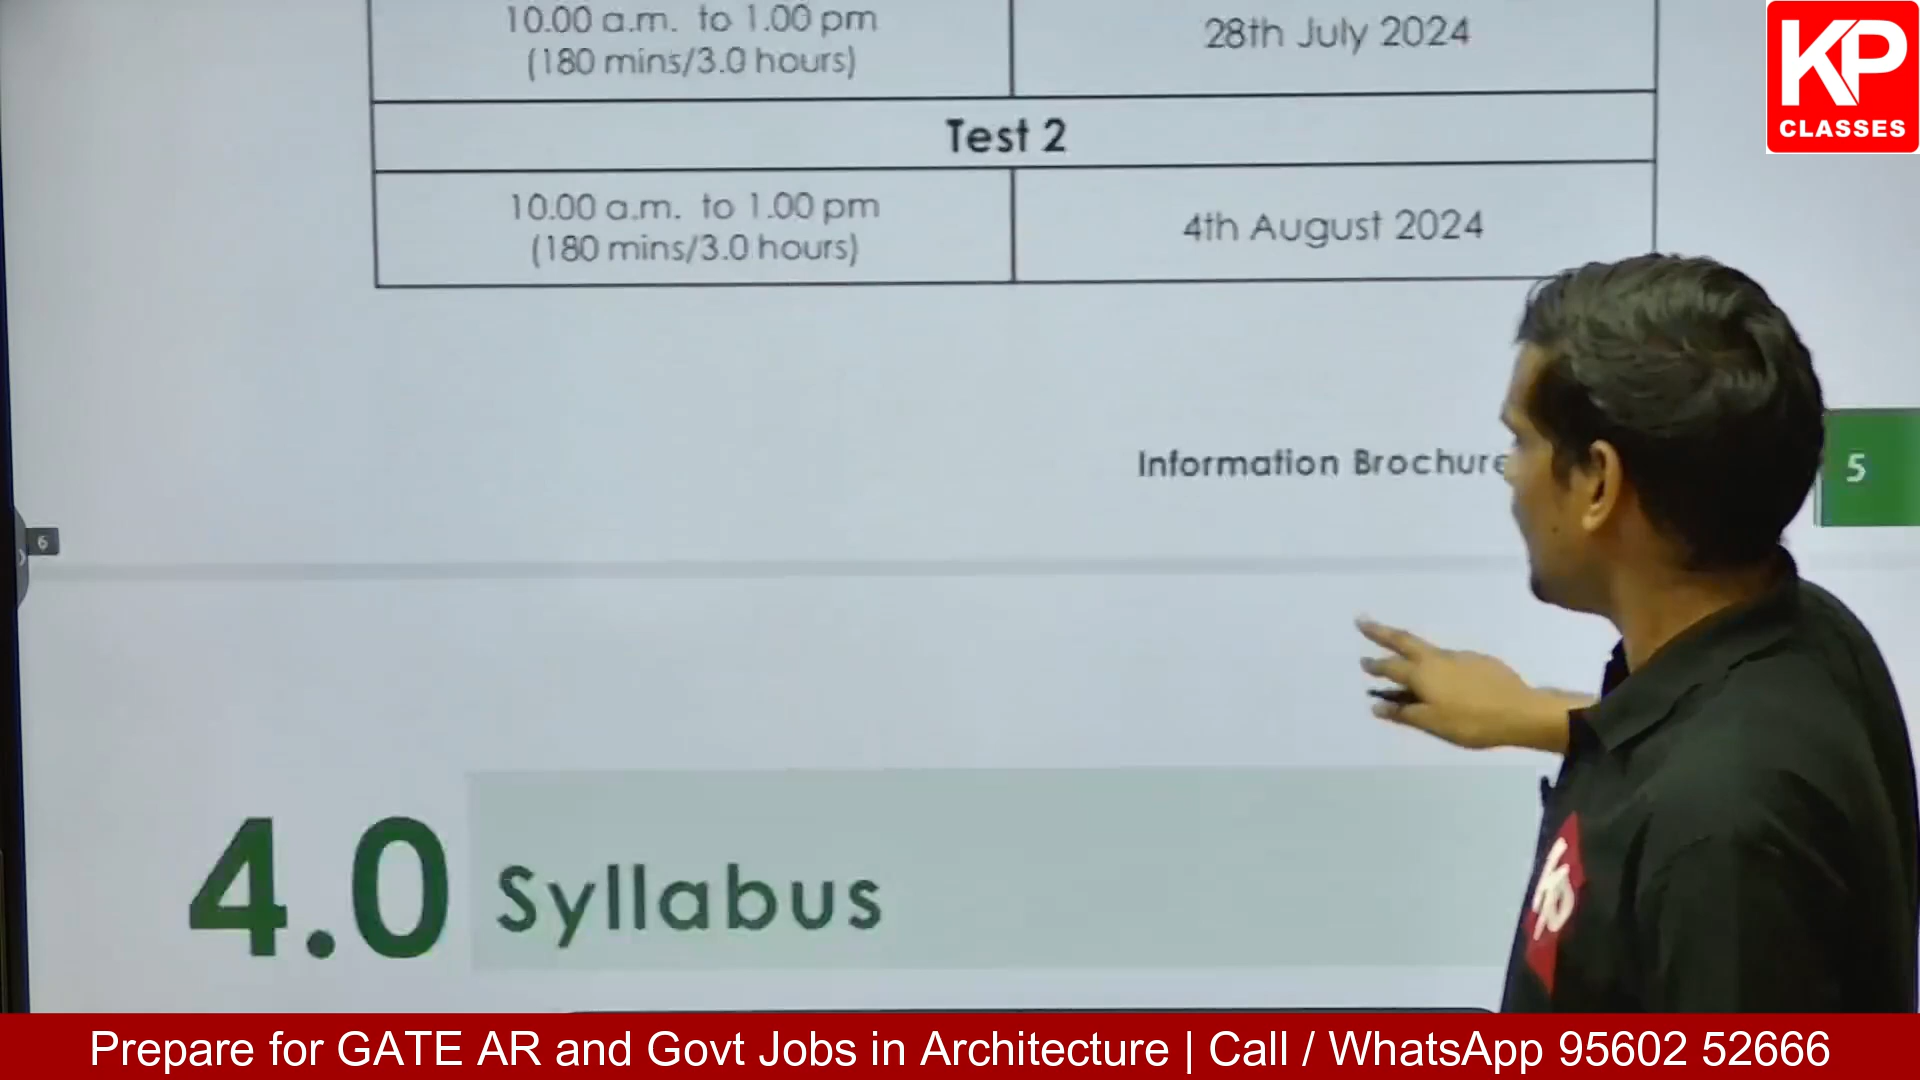 10.00 a.m. to 1.00 pm
(180 mins/3.0 hours)
28th July 2024
Test 2
10.00 a.m. to 1.00 pm
(180 mins/3.0 hours)
4th August 2024
Information Brochure
5
6
4.0 Syllabus
KP
CLASSES
kp
Prepare for GATE AR and Govt Jobs in Architecture | Call / WhatsApp 95602 52666